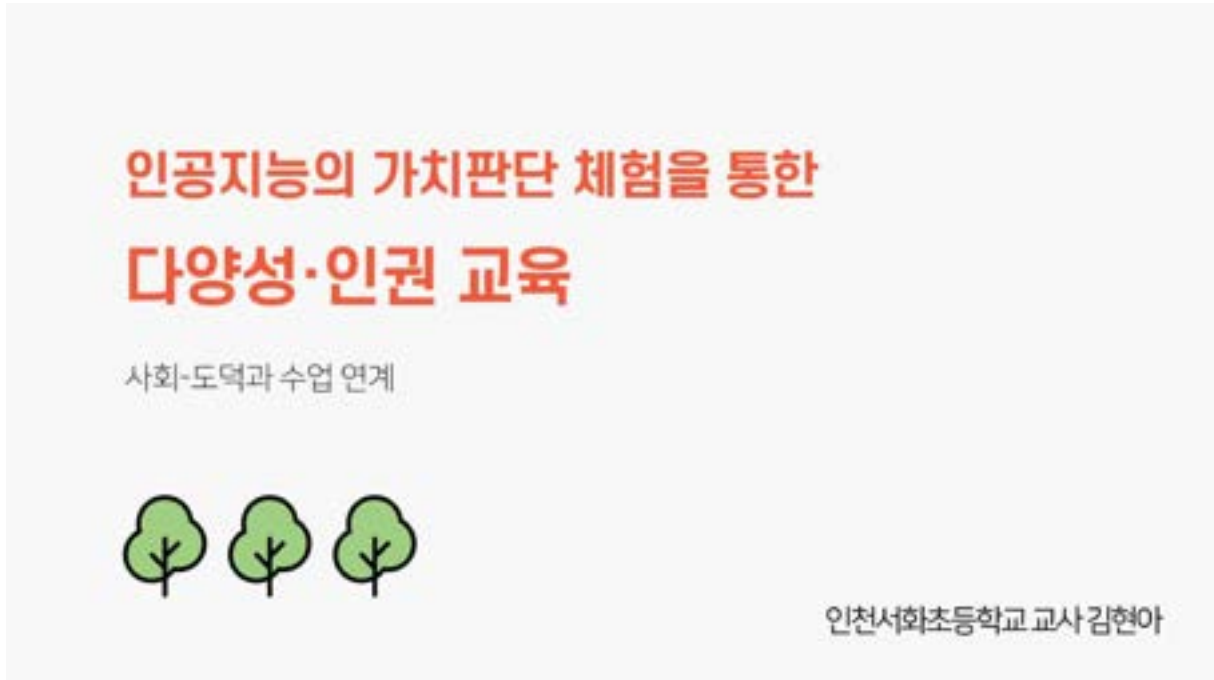 인공지능의 가치판단 체험을 통한
다양성·인권 교육
사회-도덕과 수업 연계
인천서화초등학교 교사 김현아